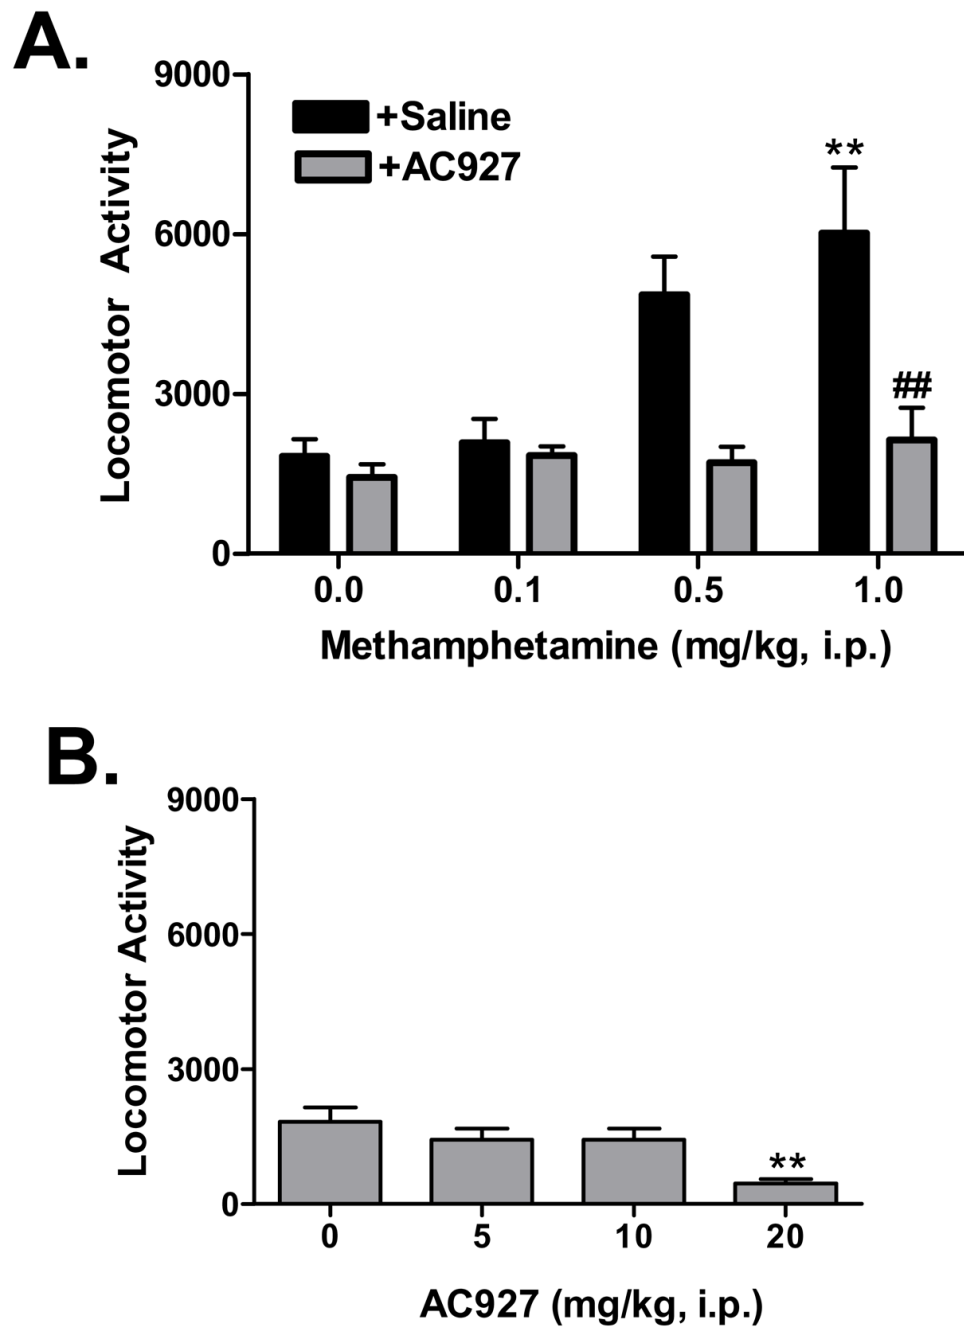 A.
9000
+Saline
+AC927
**
6000
##
3000
0
Locomotor Activity
0.0 0.1 0.5 1.0
Methamphetamine (mg/kg, i.p.)
B.
9000
6000
3000
**
0
Locomotor Activity
0 5 10 20
AC927 (mg/kg, i.p.)